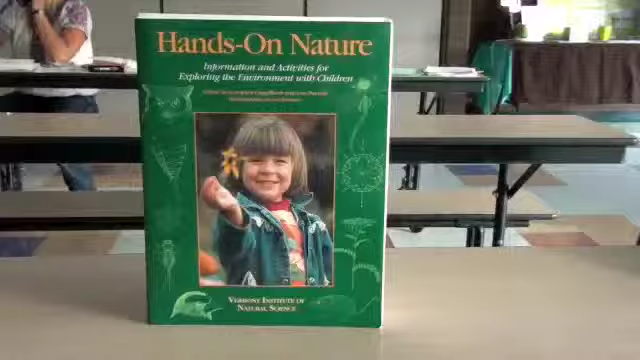 Hands-On Nature
Information and Activities for
Exploring the Environment with Children
VERMONT INSTITUTE OF
NATURAL SCIENCE